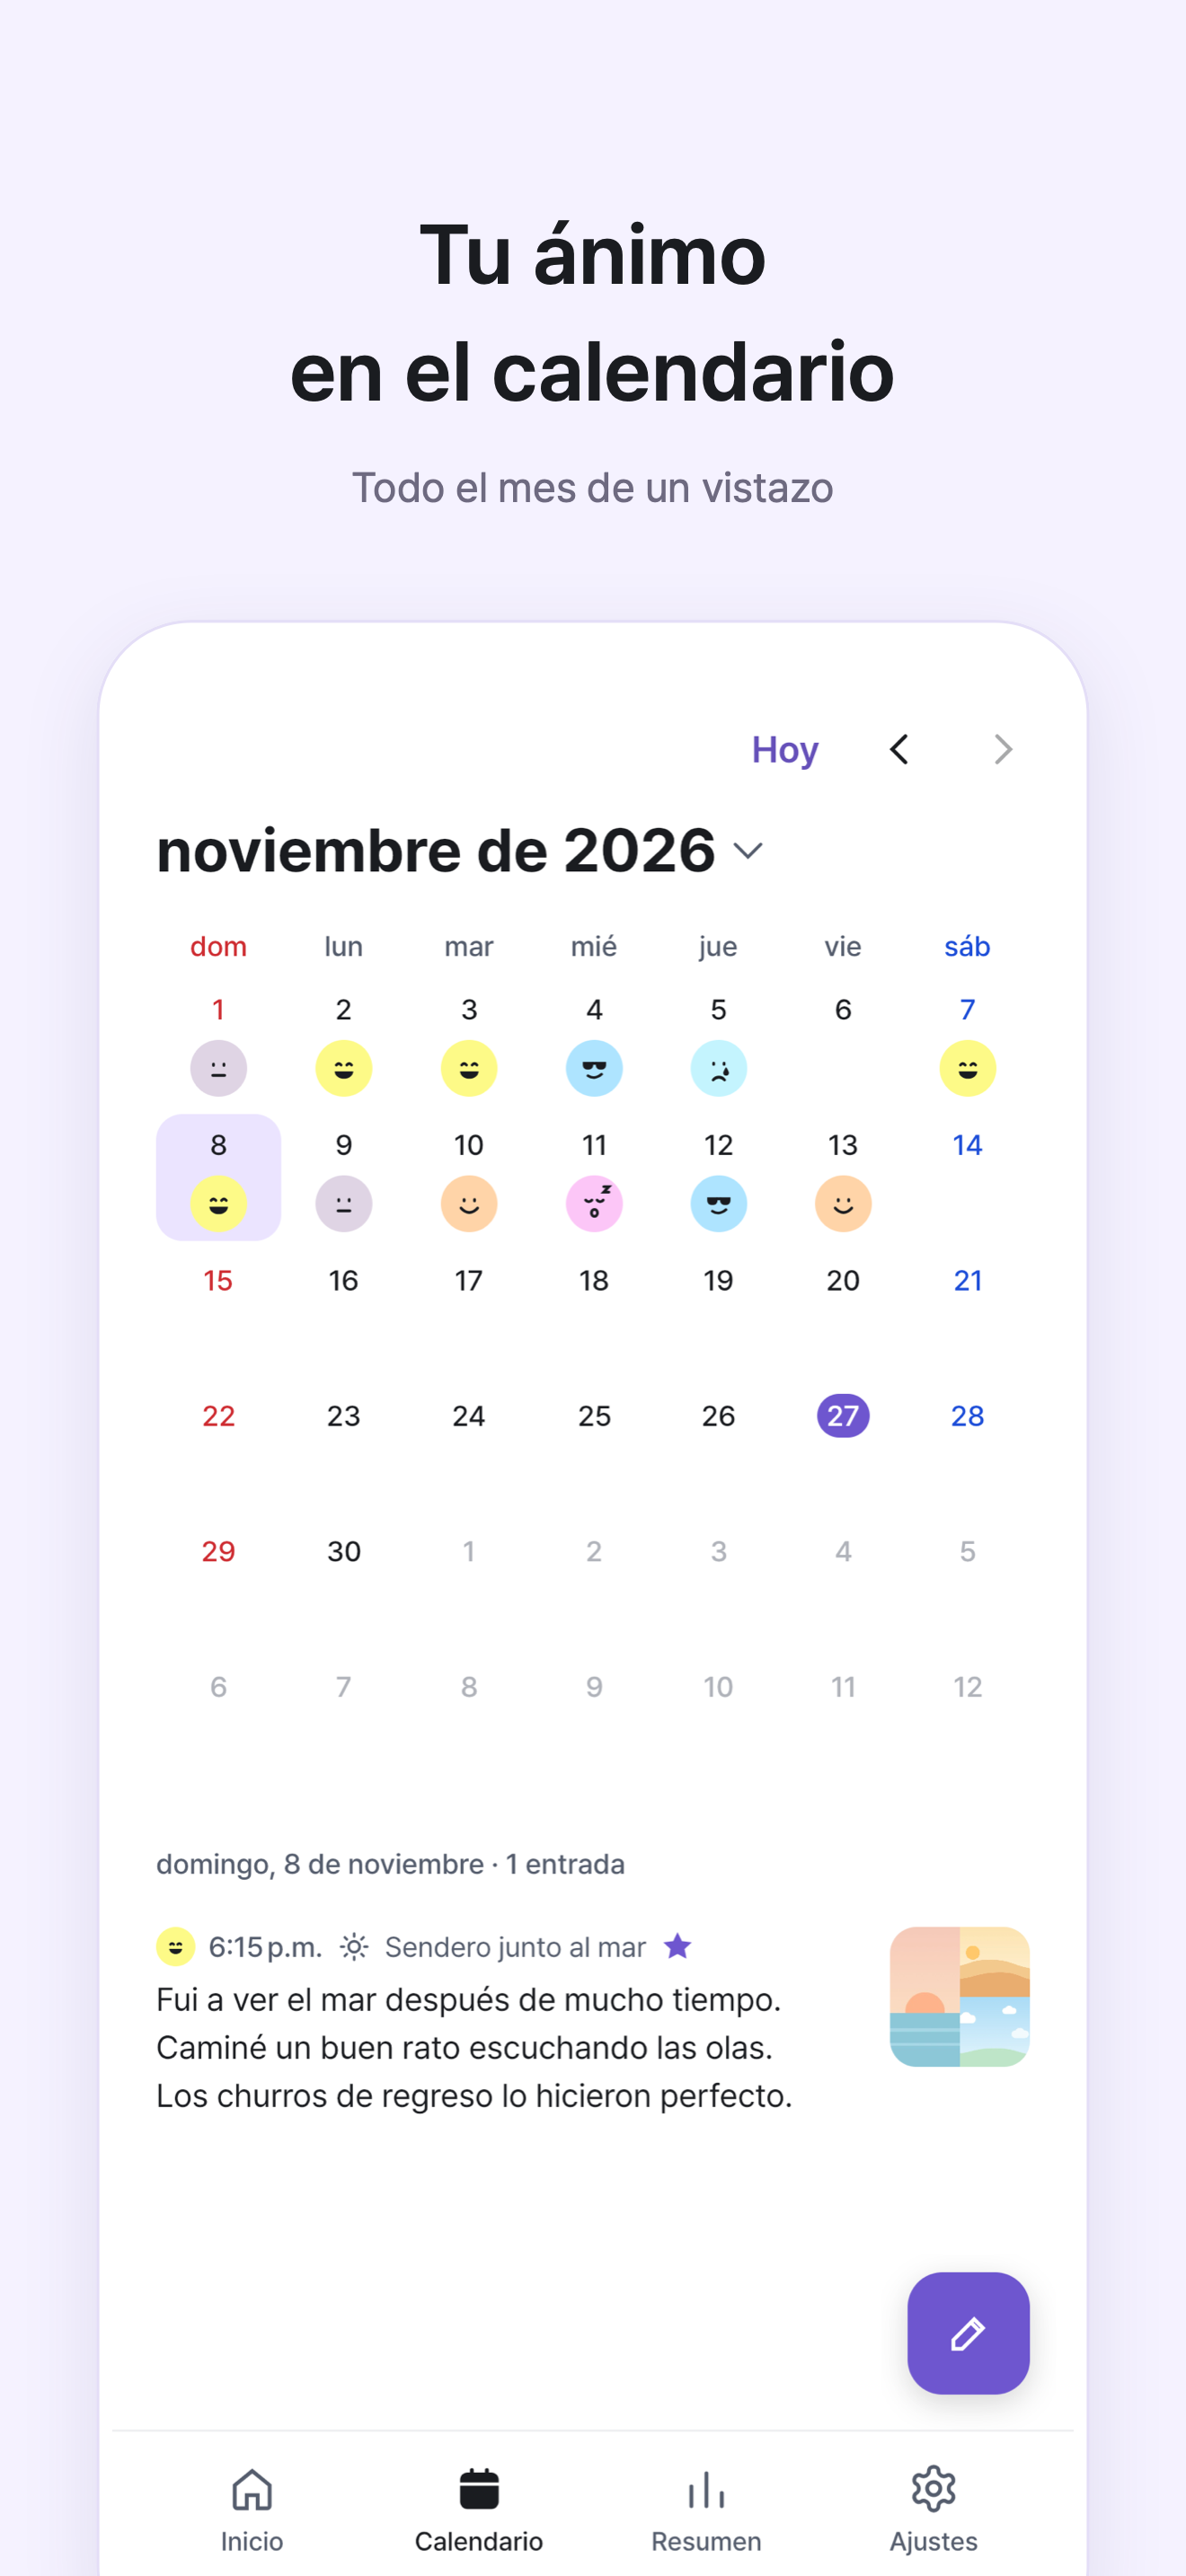 Tu ánimo
en el calendario
Todo el mes de un vistazo
Hoy
noviembre de 2026
dom lun mar mié jue vie sáb
1 2 3 4 5 6 7
8 9 10 11 12 13 14
15 16 17 18 19 20 21
22 23 24 25 26 27 28
29 30 1 2 3 4 5
6 7 8 9 10 11 12
domingo, 8 de noviembre · 1 entrada
6:15 p.m. Sendero junto al mar
Fui a ver el mar después de mucho tiempo.
Caminé un buen rato escuchando las olas.
Los churros de regreso lo hicieron perfecto.
Inicio Calendario Resumen Ajustes